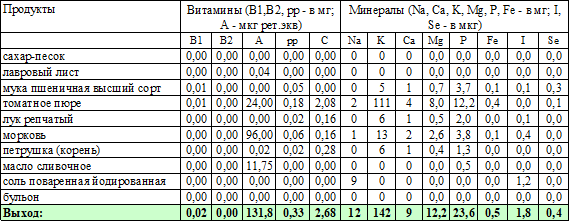 Продукты Витамины (B1,B2, pp - в мг; Минералы (Na, Ca, K, Mg, P, Fe - в мг; I,
A - мкг рет.экв) Se - в мкг)
B1 B2 A pp C Na K Ca Mg P Fe I Se
сахар-песок 0,00 0,00 0,00 0,00 0,00 0 0 0 0,0 0,0 0,0 0,0 0,0
лавровый лист 0,00 0,00 0,04 0,00 0,00 0 0 0 0,0 0,0 0,0 0,0 0,0
мука пшеничная высший сорт 0,01 0,00 0,00 0,05 0,00 0 5 1 0,7 3,7 0,1 0,1 0,3
томатное пюре 0,01 0,00 24,00 0,18 2,08 2 111 4 8,0 12,2 0,4 0,0 0,1
лук репчатый 0,00 0,00 0,00 0,02 0,16 0 6 1 0,5 2,0 0,0 0,1 0,0
морковь 0,00 0,00 96,00 0,06 0,16 1 13 2 2,6 3,8 0,1 0,4 0,0
петрушка (корень) 0,00 0,00 0,02 0,02 0,28 0 6 1 0,4 1,3 0,0 0,0 0,0
масло сливочное 0,00 0,00 11,75 0,00 0,00 0 0 0 0,0 0,5 0,0 0,0 0,0
соль поваренная йодированная 0,00 0,00 0,00 0,00 0,00 9 0 0 0,0 0,0 0,0 1,2 0,0
бульон 0,00 0,00 0,00 0,00 0,00 0 0 0 0,0 0,0 0,0 0,0 0,0
Выход: 0,02 0,00 131,8 0,33 2,68 12 142 9 12,2 23,6 0,5 1,8 0,4